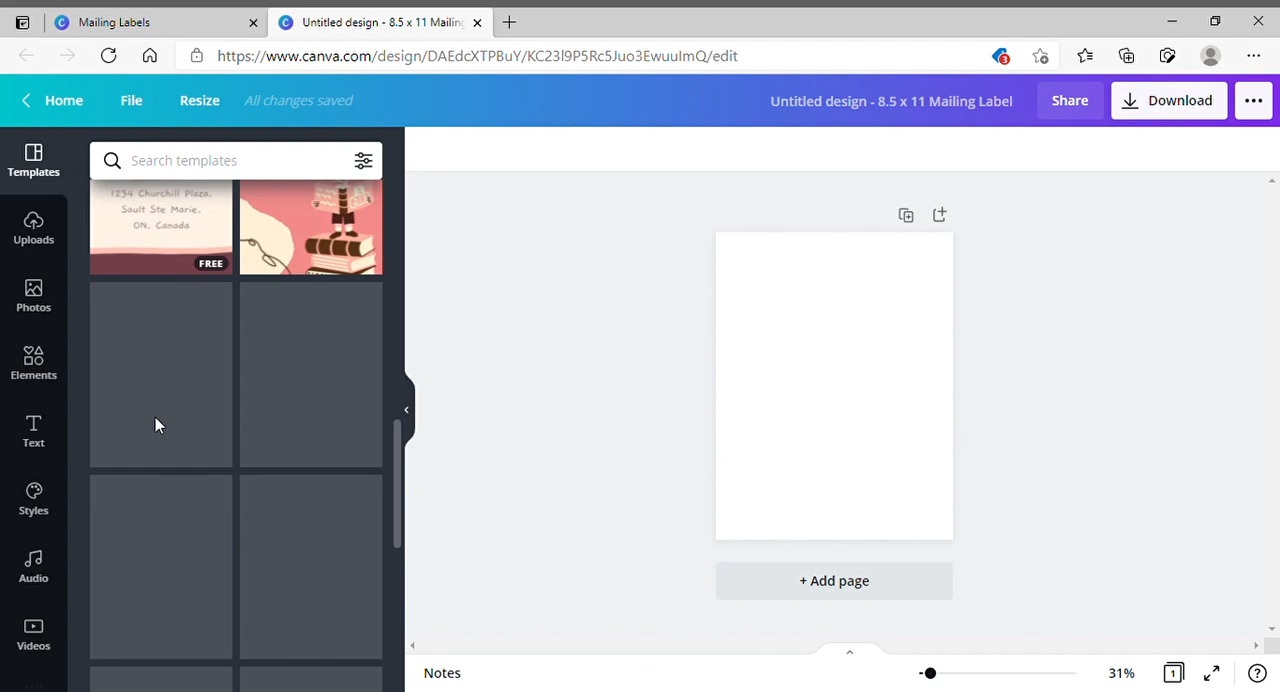 Mailing Labels
Untitled design - 8.5 x 11 Mailing
https://www.canva.com/design/DAEdcXTPBuY/KC23l9P5Rc5Juo3EwuuImQ/edit
3
Home
File
Resize
All changes saved
Untitled design - 8.5 x 11 Mailing Label
Share
Download
Templates
Search templates
1234 Churchill Plaza,
Sault Ste Marie,
ON, Canada
FREE
Uploads
Photos
Elements
Text
Styles
Audio
Videos
+ Add page
Notes
31%
1